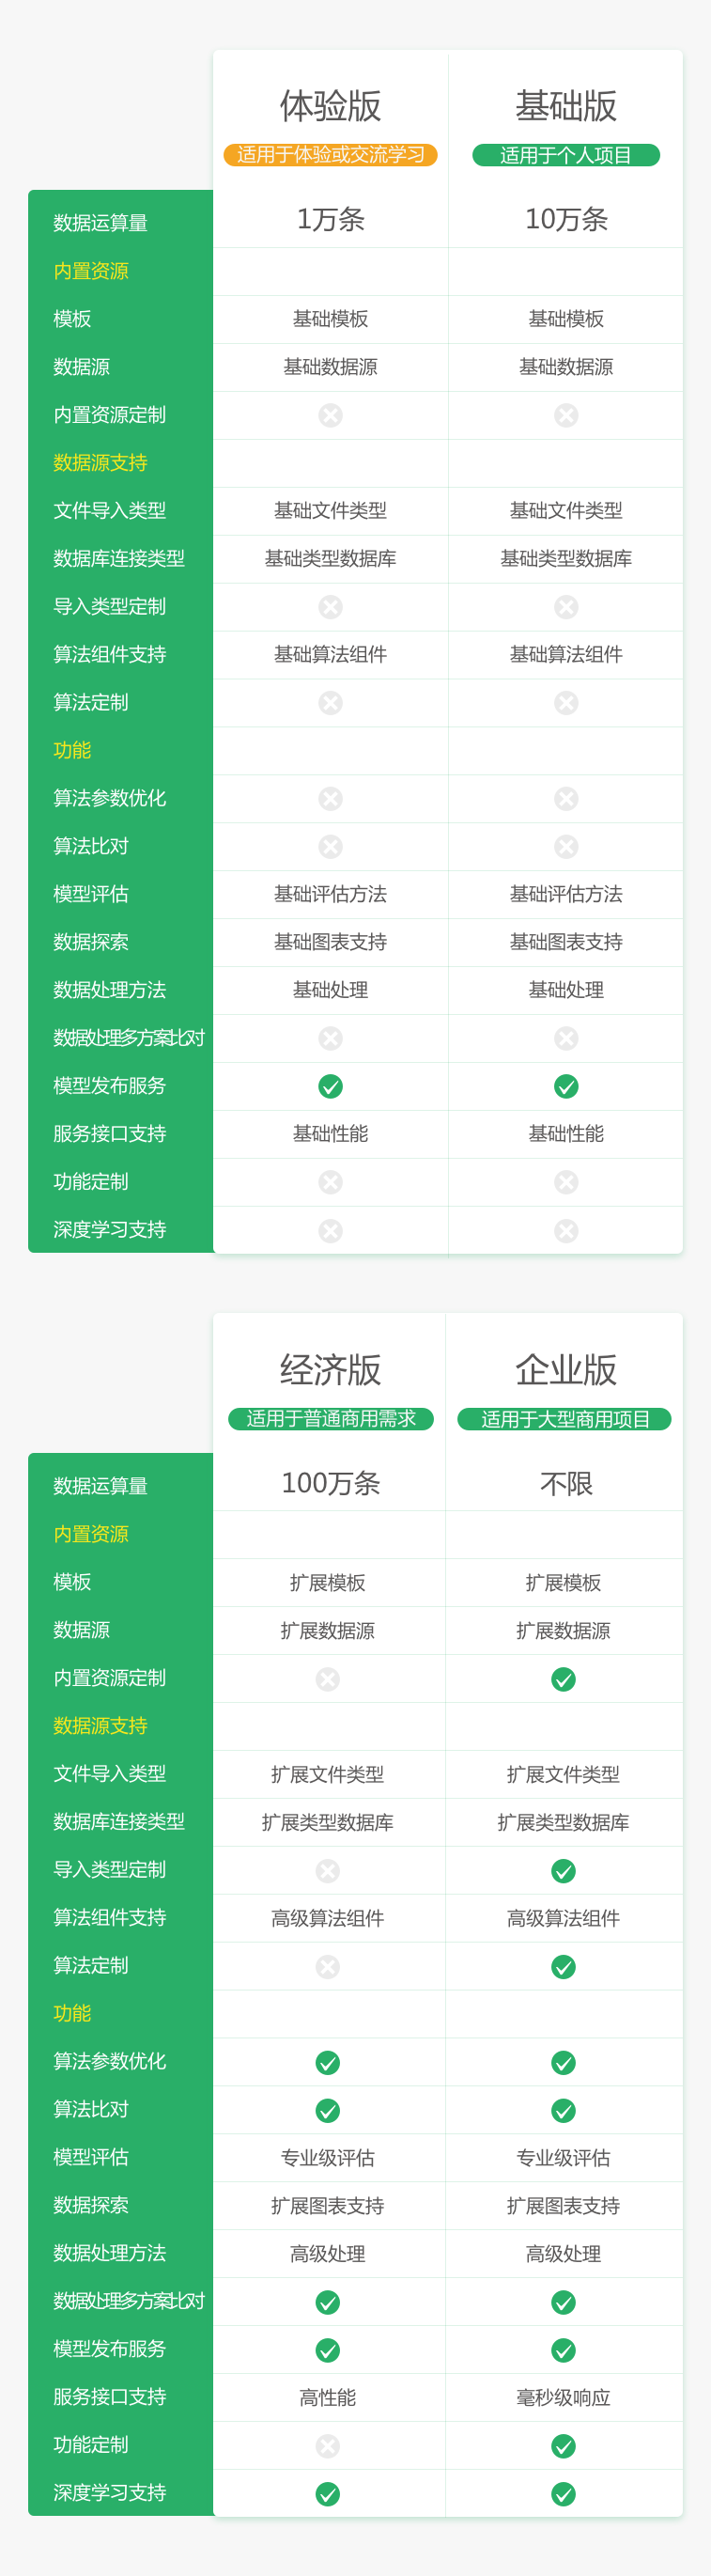 体验版 基础版
适用于体验或交流学习 适用于个人项目
数据运算量 1万条 10万条
内置资源
模板 基础模板 基础模板
数据源 基础数据源 基础数据源
内置资源定制
数据源支持
文件导入类型 基础文件类型 基础文件类型
数据库连接类型 基础类型数据库 基础类型数据库
导入类型定制
算法组件支持 基础算法组件 基础算法组件
算法定制
功能
算法参数优化
算法比对
模型评估 基础评估方法 基础评估方法
数据探索 基础图表支持 基础图表支持
数据处理方法 基础处理 基础处理
数据处理多方案比对
模型发布服务
服务接口支持 基础性能 基础性能
功能定制
深度学习支持
经济版 企业版
适用于普通商用需求 适用于大型商用项目
数据运算量 100万条 不限
内置资源
模板 扩展模板 扩展模板
数据源 扩展数据源 扩展数据源
内置资源定制
数据源支持
文件导入类型 扩展文件类型 扩展文件类型
数据库连接类型 扩展类型数据库 扩展类型数据库
导入类型定制
算法组件支持 高级算法组件 高级算法组件
算法定制
功能
算法参数优化
算法比对
模型评估 专业级评估 专业级评估
数据探索 扩展图表支持 扩展图表支持
数据处理方法 高级处理 高级处理
数据处理多方案比对
模型发布服务
服务接口支持 高性能 毫秒级响应
功能定制
深度学习支持